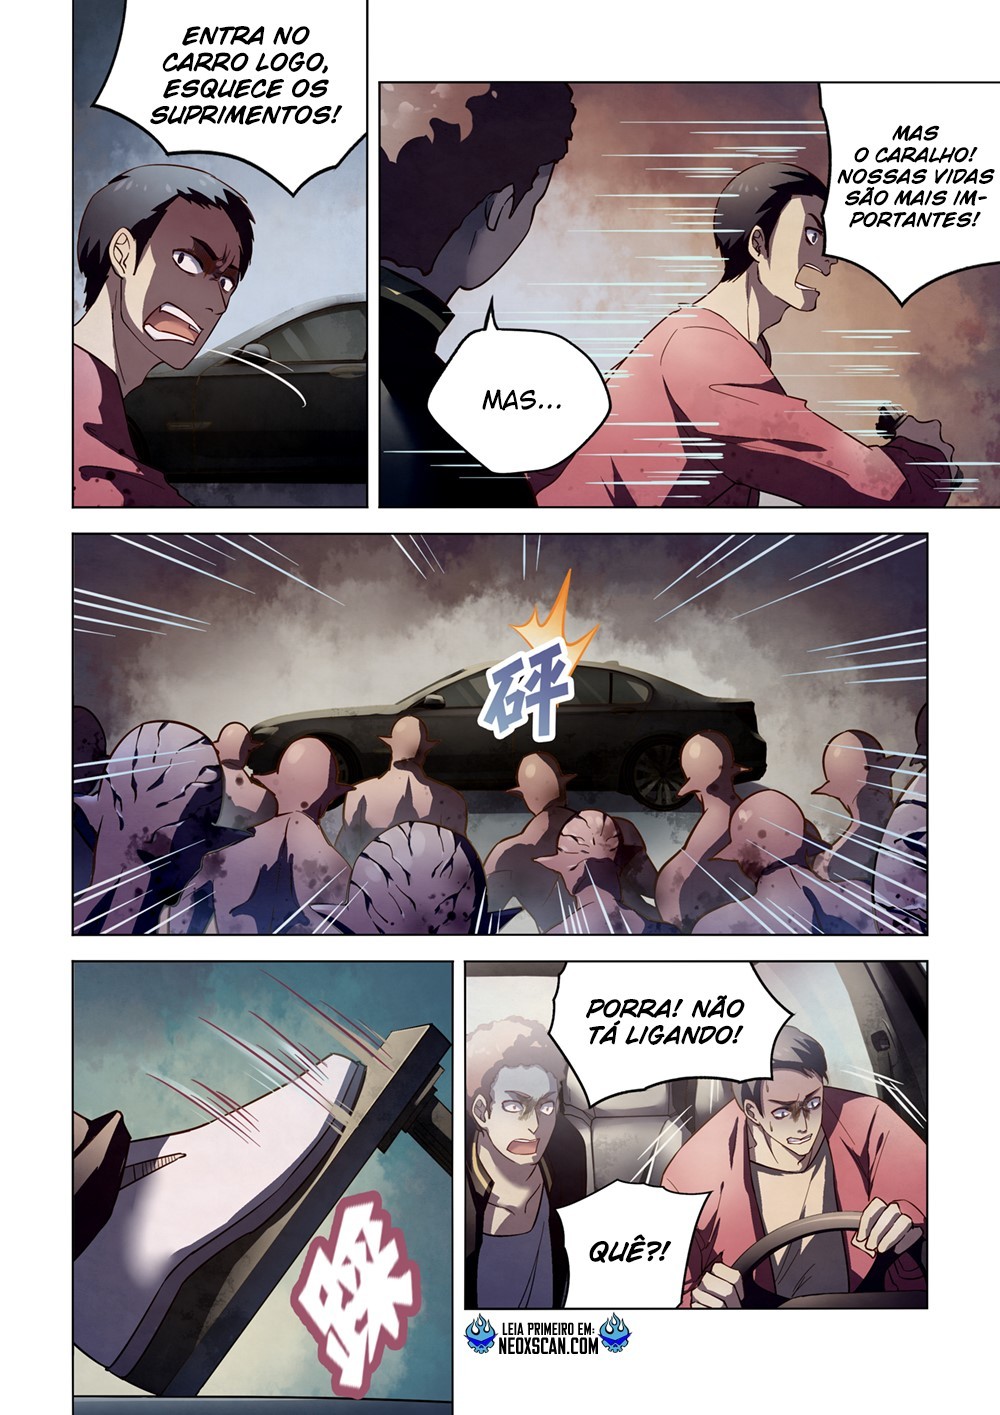 ENTRA NO
CARRO LOGO,
ESQUECE OS
SUPRIMENTOS!
MAS
O CARALHO!
NOSSAS VIDAS
SÃO MAIS IM-
PORTANTES!
MAS...
砰
PORRA! NÃO
TÁ LIGANDO!
QUÊ?!
踩
LEIA PRIMEIRO EM:
NEOXSCAN.COM